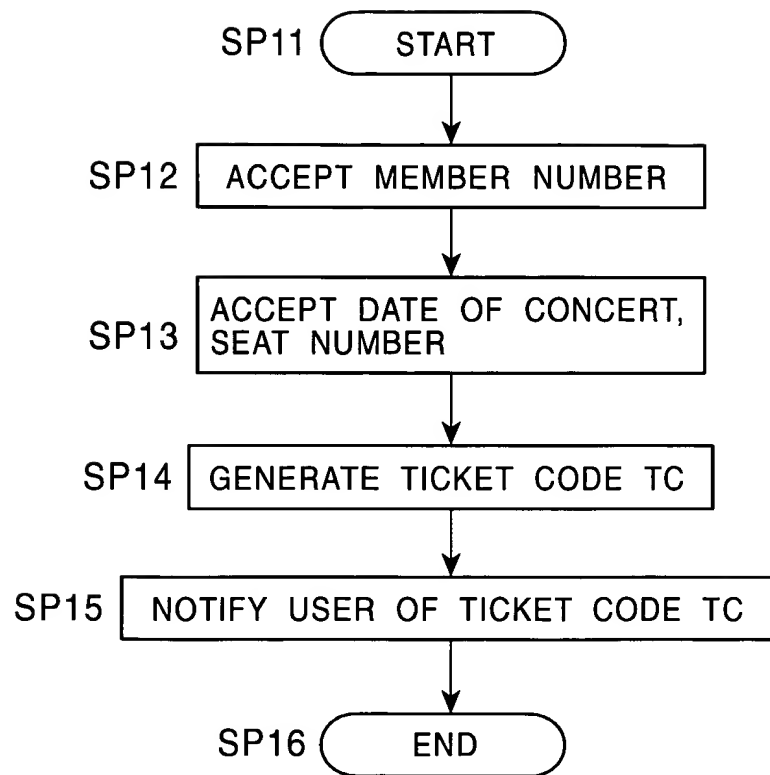 SP11 START
SP12 ACCEPT MEMBER NUMBER
SP13 ACCEPT DATE OF CONCERT,
SEAT NUMBER
SP14 GENERATE TICKET CODE TC
SP15 NOTIFY USER OF TICKET CODE TC
SP16 END